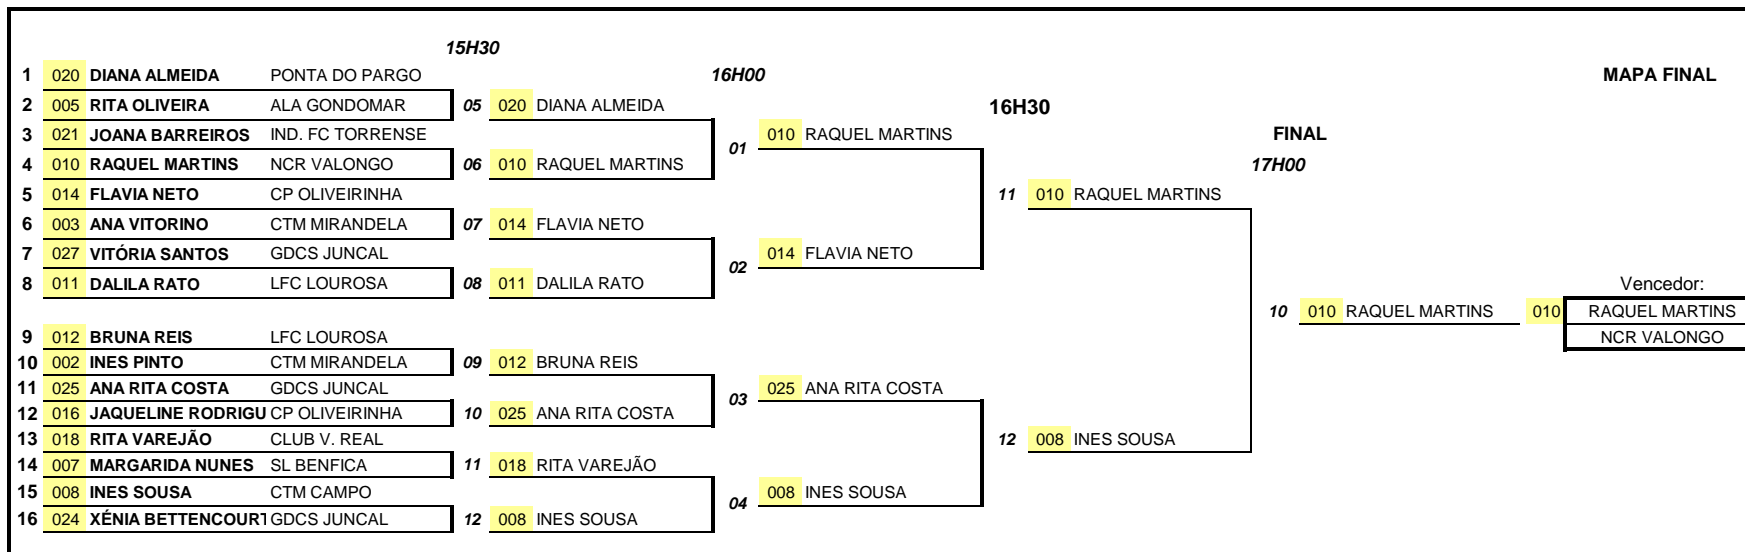 15H30
1 020 DIANA ALMEIDA PONTA DO PARGO 16H00 MAPA FINAL
2 005 RITA OLIVEIRA ALA GONDOMAR 05 020 DIANA ALMEIDA 16H30
3 021 JOANA BARREIROS IND. FC TORRENSE 01 010 RAQUEL MARTINS FINAL
4 010 RAQUEL MARTINS NCR VALONGO 06 010 RAQUEL MARTINS 17H00
5 014 FLAVIA NETO CP OLIVEIRINHA 11 010 RAQUEL MARTINS
6 003 ANA VITORINO CTM MIRANDELA 07 014 FLAVIA NETO
7 027 VITÓRIA SANTOS GDCS JUNCAL 02 014 FLAVIA NETO
8 011 DALILA RATO LFC LOUROSA 08 011 DALILA RATO Vencedor:
10 010 RAQUEL MARTINS 010 RAQUEL MARTINS
9 012 BRUNA REIS LFC LOUROSA NCR VALONGO
10 002 INES PINTO CTM MIRANDELA 09 012 BRUNA REIS
11 025 ANA RITA COSTA GDCS JUNCAL 03 025 ANA RITA COSTA
12 016 JAQUELINE RODRIGU CP OLIVEIRINHA 10 025 ANA RITA COSTA
13 018 RITA VAREJÃO CLUB V. REAL 12 008 INES SOUSA
14 007 MARGARIDA NUNES SL BENFICA 11 018 RITA VAREJÃO
15 008 INES SOUSA CTM CAMPO 04 008 INES SOUSA
16 024 XÉNIA BETTENCOURT GDCS JUNCAL 12 008 INES SOUSA